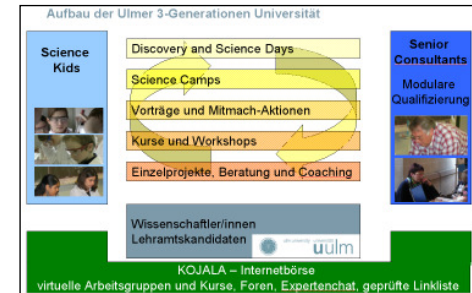 Aufbau der Ulmer 3-Generationen Universität
Science
Kids
Discovery and Science Days
Science Camps
Vorträge und Mitmach-Aktionen
Kurse und Workshops
Einzelprojekte, Beratung und Coaching
Senior
Consultants
Modulare
Qualifizierung
Wissenschaftler/innen
Lehramtskandidaten
uulm
KOJALA – Internetbörse
virtuelle Arbeitsgruppen und Kurse, Foren, Expertenchat, geprüfte Linkliste